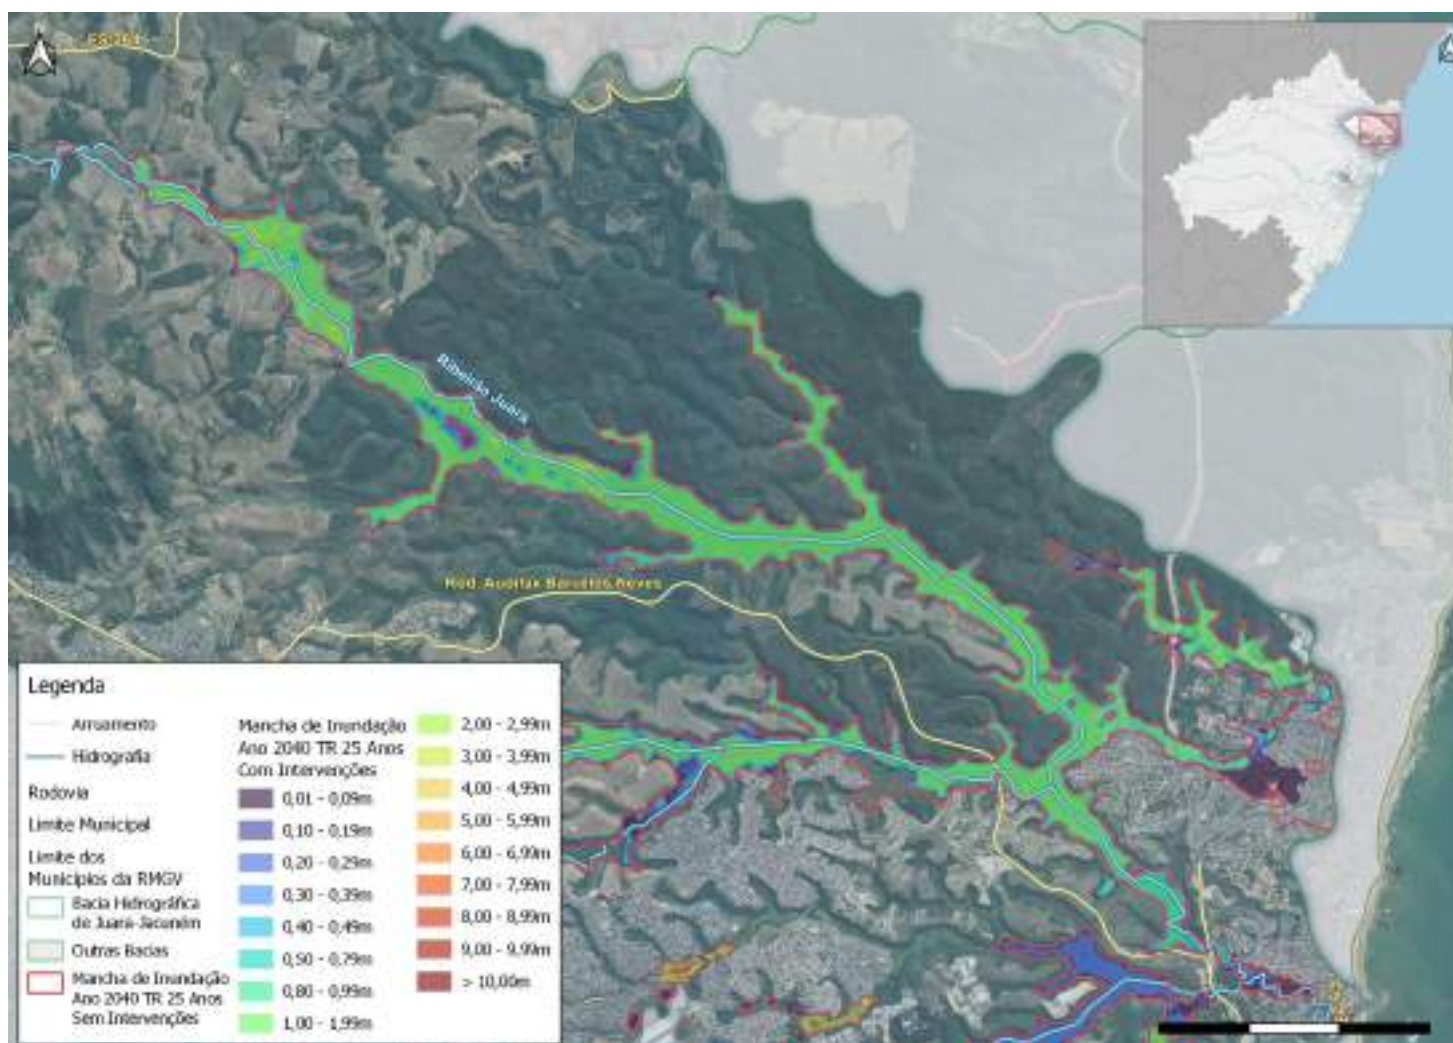 ES-264
Ribeirão Juara
Rod. Audifax Barcelos Neves
Legenda
Arruamento
Hidrografia
Rodovia
Limite Municipal
Limite dos
Municípios da RMGV
Bacia Hidrográfica
de Juara-Jacuném
Outras Bacias
Mancha de Inundação
Ano 2040 TR 25 Anos
Sem Intervenções
Mancha de Inundação
Ano 2040 TR 25 Anos
Com Intervenções
0,01 - 0,09m
0,10 - 0,19m
0,20 - 0,29m
0,30 - 0,39m
0,40 - 0,49m
0,50 - 0,79m
0,80 - 0,99m
1,00 - 1,99m
2,00 - 2,99m
3,00 - 3,99m
4,00 - 4,99m
5,00 - 5,99m
6,00 - 6,99m
7,00 - 7,99m
8,00 - 8,99m
9,00 - 9,99m
> 10,00m